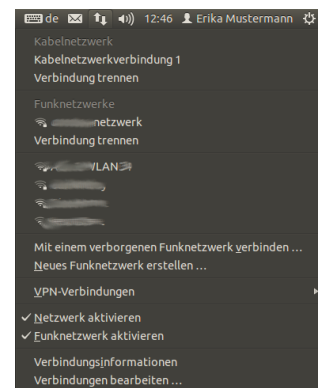 de 12:46 Erika Mustermann
Kabelnetzwerk
Kabelnetzwerkverbindung 1
Verbindung trennen
Funknetzwerke
netzwerk
Verbindung trennen
VLAN
Mit einem verborgenen Funknetzwerk verbinden ...
Neues Funknetzwerk erstellen ...
VPN-Verbindungen
Netzwerk aktivieren
Funknetzwerk aktivieren
Verbindungsinformationen
Verbindungen bearbeiten ...